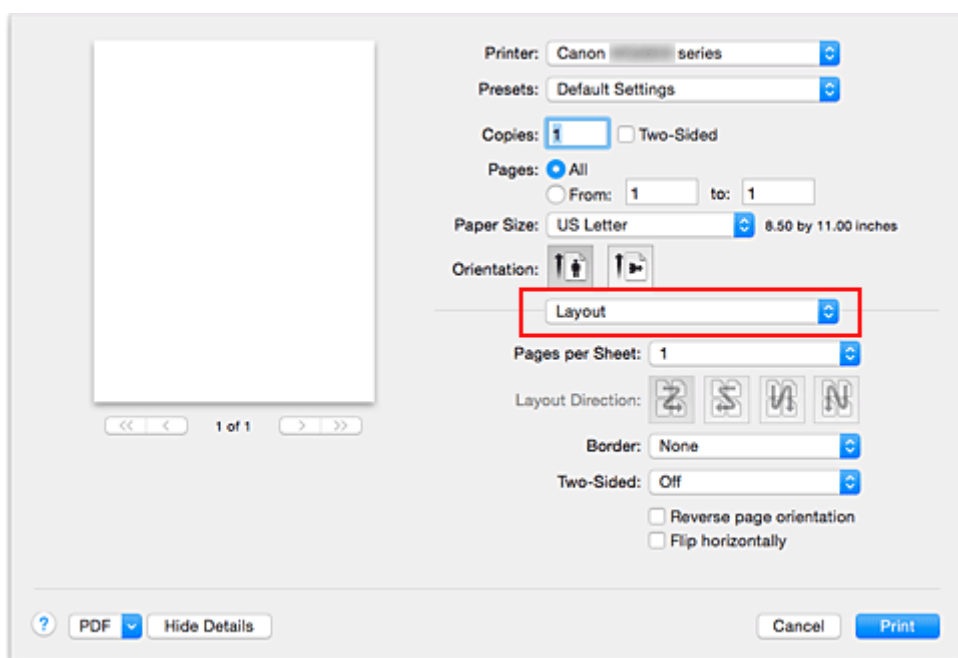 Printer: Canon series
Presets: Default Settings
Copies: 1 Two-Sided
Pages: All
From: 1 to: 1
Paper Size: US Letter 8.50 by 11.00 inches
Orientation:
Layout
Pages per Sheet: 1
Layout Direction:
1 of 1
Border: None
Two-Sided: Off
Reverse page orientation
Flip horizontally
? PDF Hide Details Cancel Print